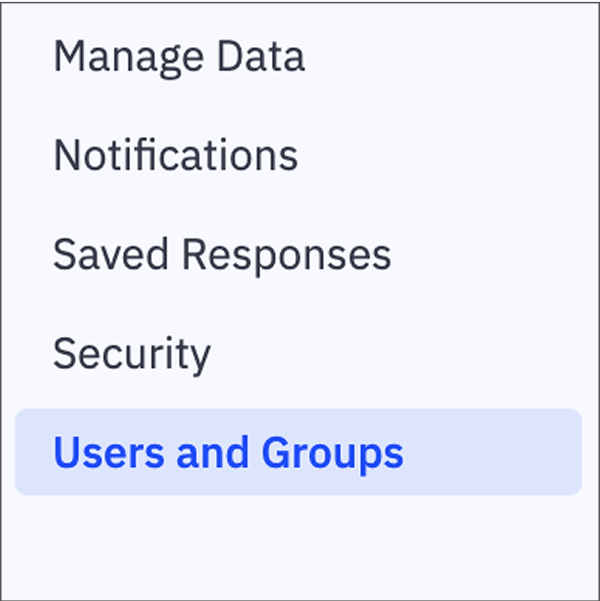 Manage Data
Notifications
Saved Responses
Security
Users and Groups